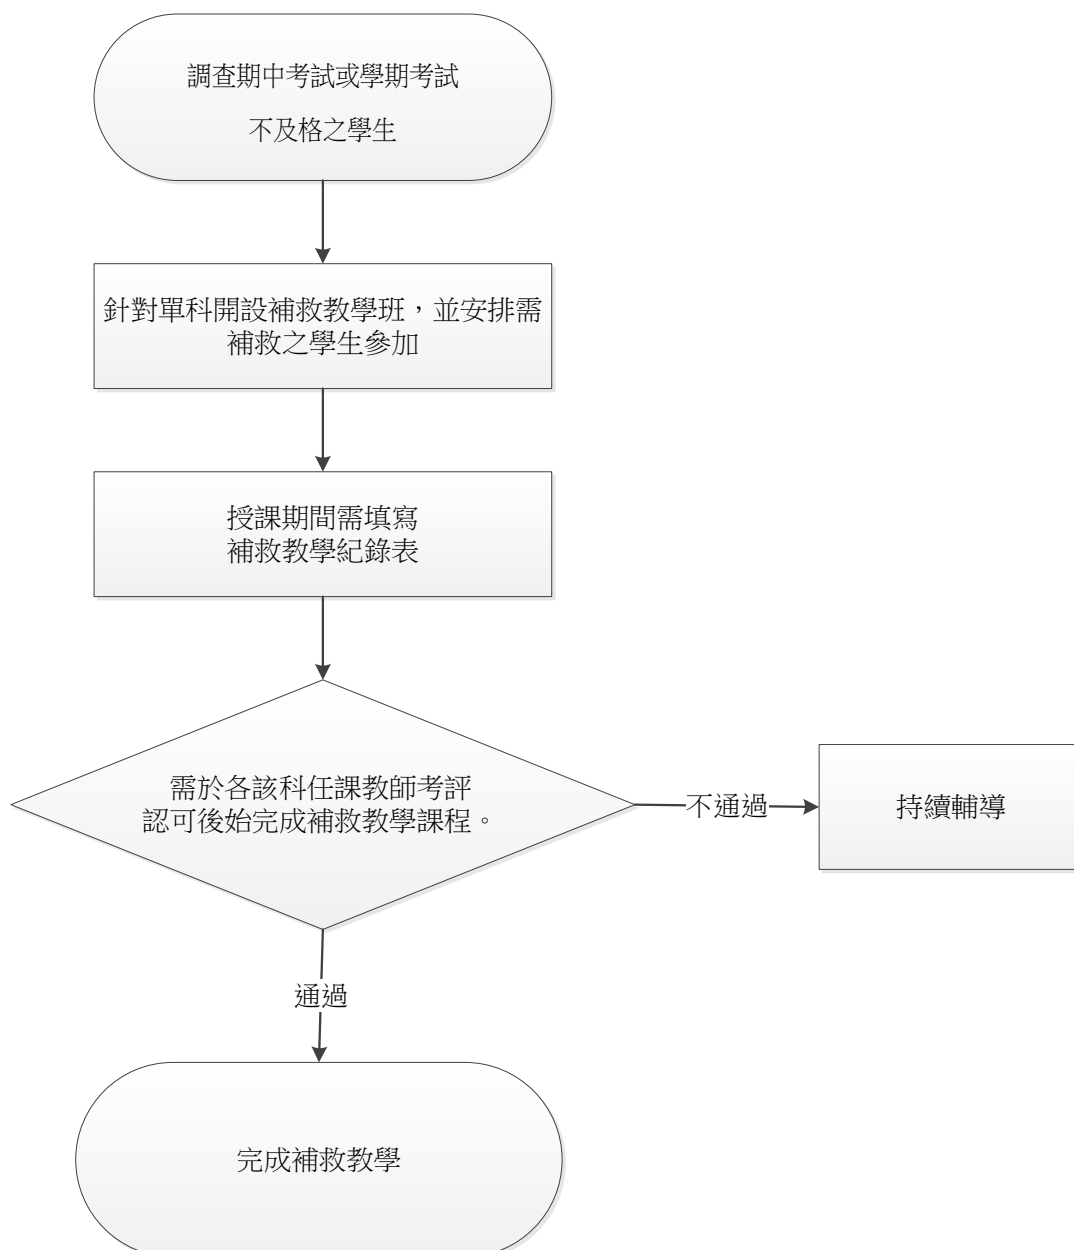 調查期中考試或學期考試
不及格之學生
針對單科開設補救教學班，並安排需
補救之學生參加
授課期間需填寫
補救教學紀錄表
需於各該科任課教師考評
認可後始完成補救教學課程。
不通過
持續輔導
通過
完成補救教學